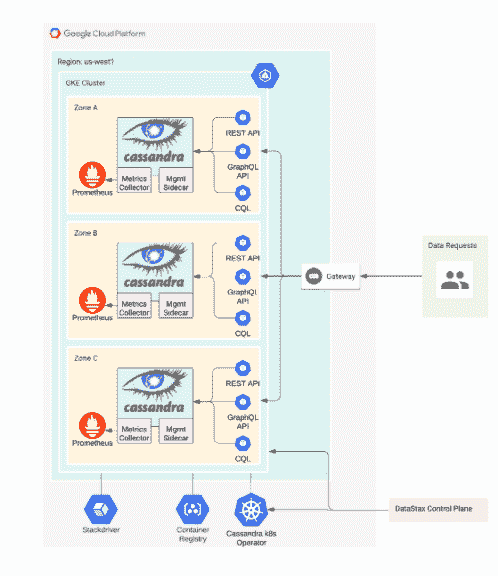 Google Cloud Platform
Region: us-west1
GKE Cluster
Zone A
cassandra
Metrics
Collector
Mgmt
Sidecar
Prometheus
REST API
GraphQL
API
CQL
Zone B
cassandra
Metrics
Collector
Mgmt
Sidecar
Prometheus
REST API
GraphQL
API
CQL
Gateway
Data Requests
Zone C
cassandra
Metrics
Collector
Mgmt
Sidecar
Prometheus
REST API
GraphQL
API
CQL
Stackdriver
Container
Registry
Cassandra k8s
Operator
DataStax Control Plane